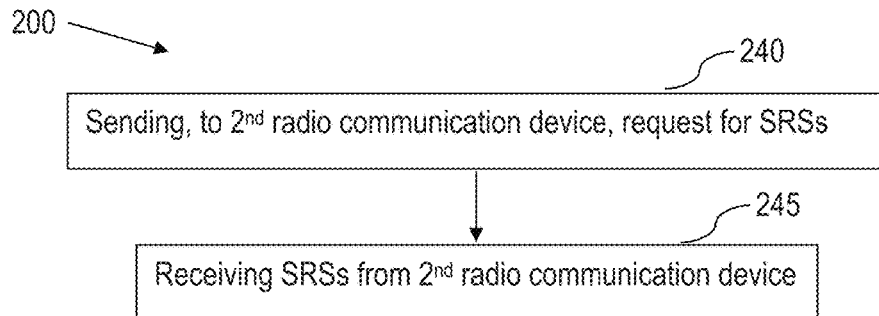 200
240
Sending, to 2nd radio communication device, request for SRSs
245
Receiving SRSs from 2nd radio communication device